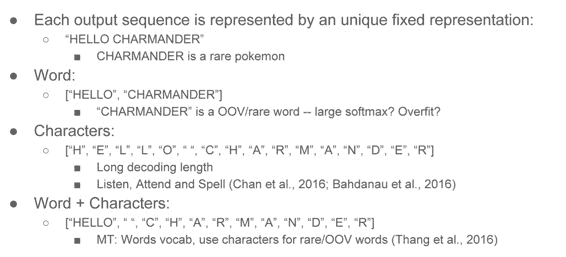 ● Each output sequence is represented by an unique fixed representation:
○ “HELLO CHARMANDER”
■ CHARMANDER is a rare pokemon
● Word:
○ [“HELLO”, “CHARMANDER”]
■ “CHARMANDER” is a OOV/rare word -- large softmax? Overfit?
● Characters:
○ [“H”, “E”, “L”, “L”, “O”, “ “, “C”, “H”, “A”, “R”, “M”, “A”, “N”, “D”, “E”, “R”]
■ Long decoding length
■ Listen, Attend and Spell (Chan et al., 2016; Bahdanau et al., 2016)
● Word + Characters:
○ [“HELLO”, “ “, “C”, “H”, “A”, “R”, “M”, “A”, “N”, “D”, “E”, “R”]
■ MT: Words vocab, use characters for rare/OOV words (Thang et al., 2016)